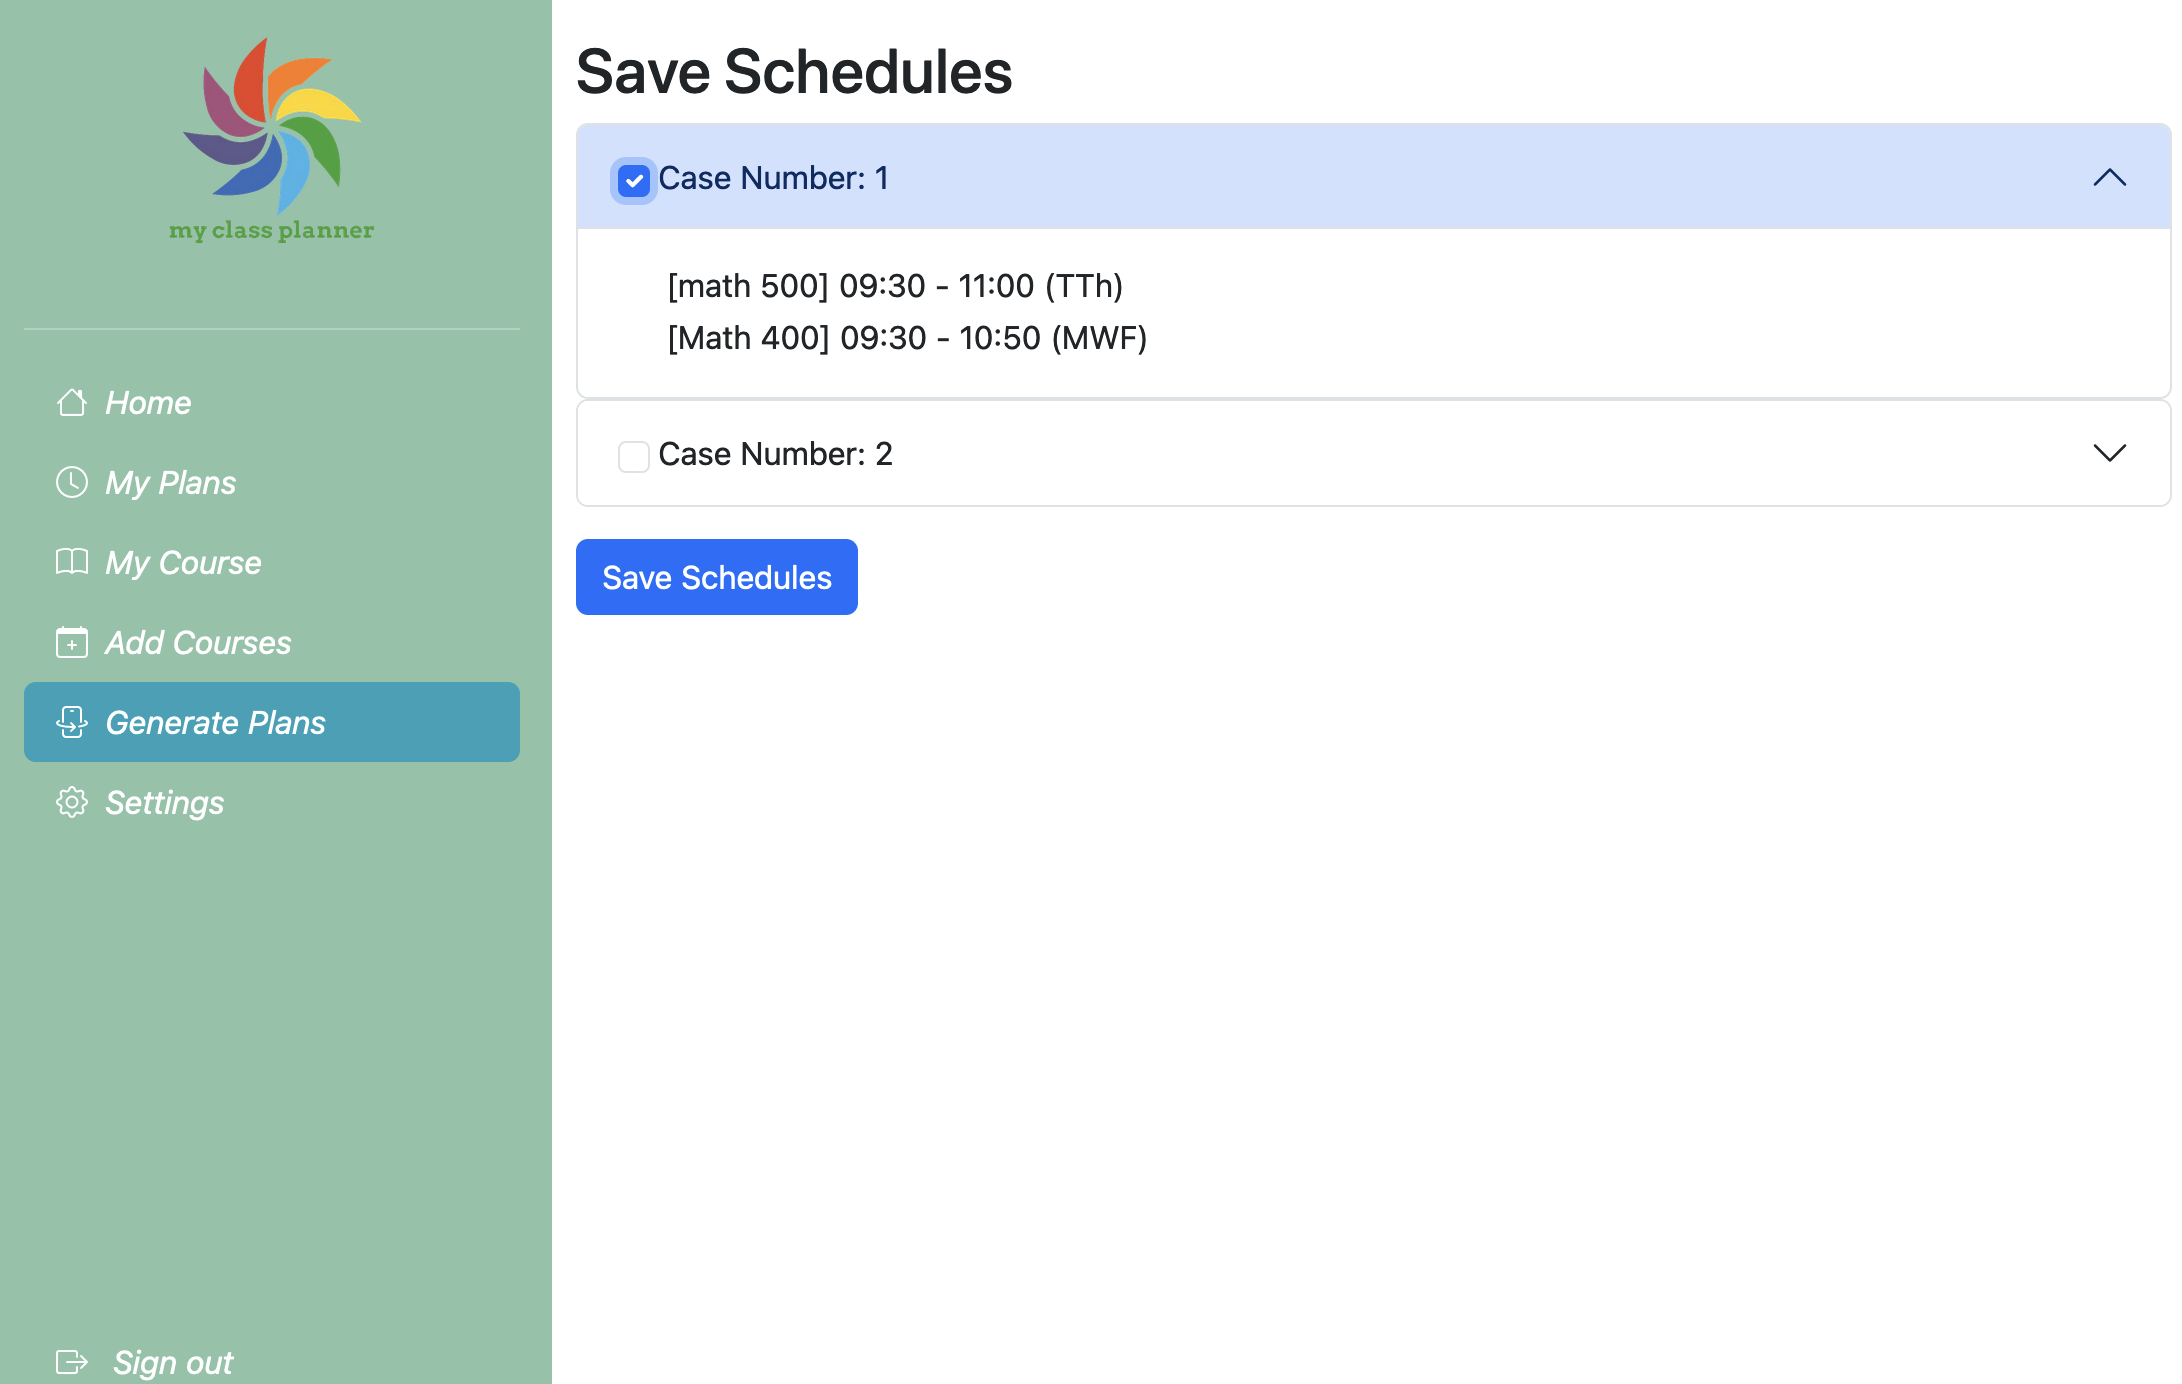 my class planner
Home
My Plans
My Course
Add Courses
Generate Plans
Settings
Sign out
Save Schedules
Case Number: 1
[math 500] 09:30 - 11:00 (TTh)
[Math 400] 09:30 - 10:50 (MWF)
Case Number: 2
Save Schedules